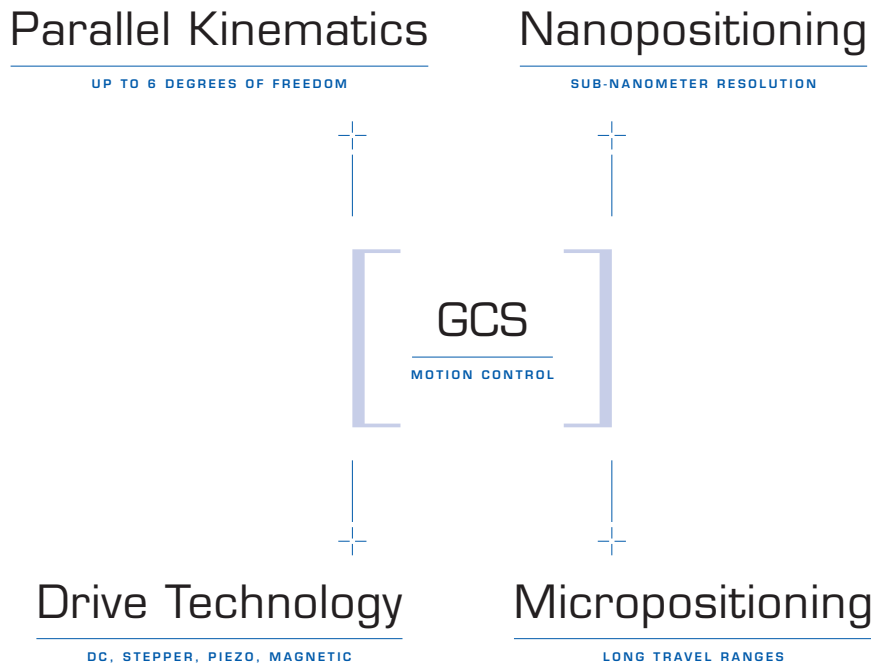 Parallel Kinematics
UP TO 6 DEGREES OF FREEDOM
Nanopositioning
SUB-NANOMETER RESOLUTION
GCS
MOTION CONTROL
Drive Technology
DC, STEPPER, PIEZO, MAGNETIC
Micropositioning
LONG TRAVEL RANGES